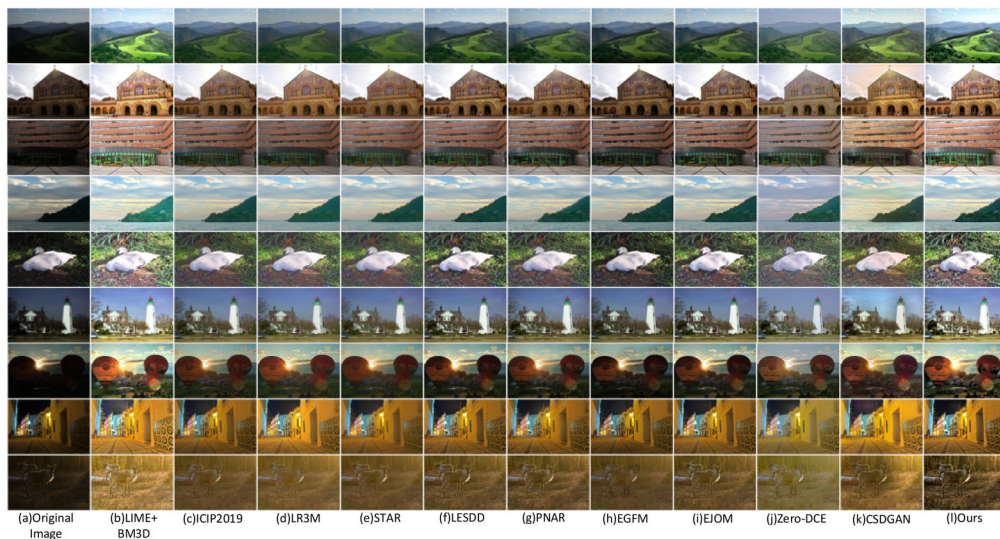 (a)Original Image
(b)LIME+ BM3D
(c)ICIP2019
(d)LR3M
(e)STAR
(f)LESDD
(g)PNAR
(h)EGFM
(i)EJOM
(j)Zero-DCE
(k)CSDGAN
(l)Ours